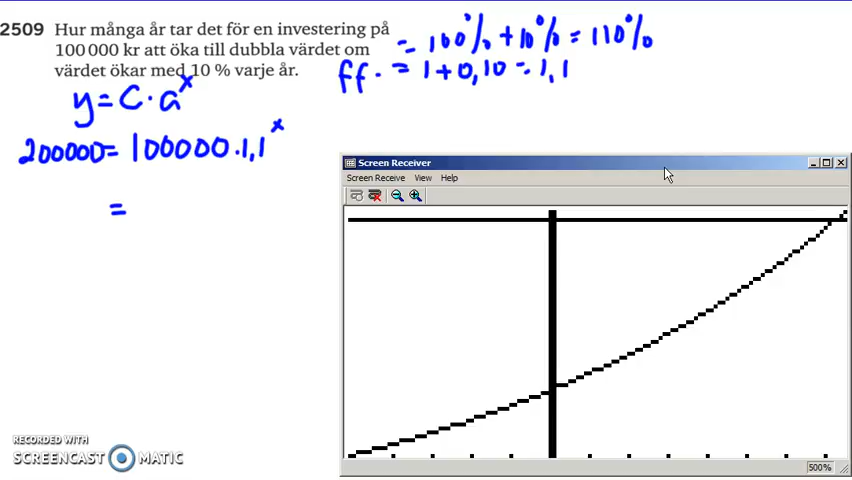 2509 Hur många år tar det för en investering på
100 000 kr att öka till dubbla värdet om
värdet ökar med 10 % varje år.
= 100% + 10% = 110%
ff. = 1 + 0,10 = 1,1
y = C · a^x
200000 = 100000 · 1,1^x
=
Screen Receiver
Screen Receive View Help
500%
RECORDED WITH
SCREENCAST MATIC